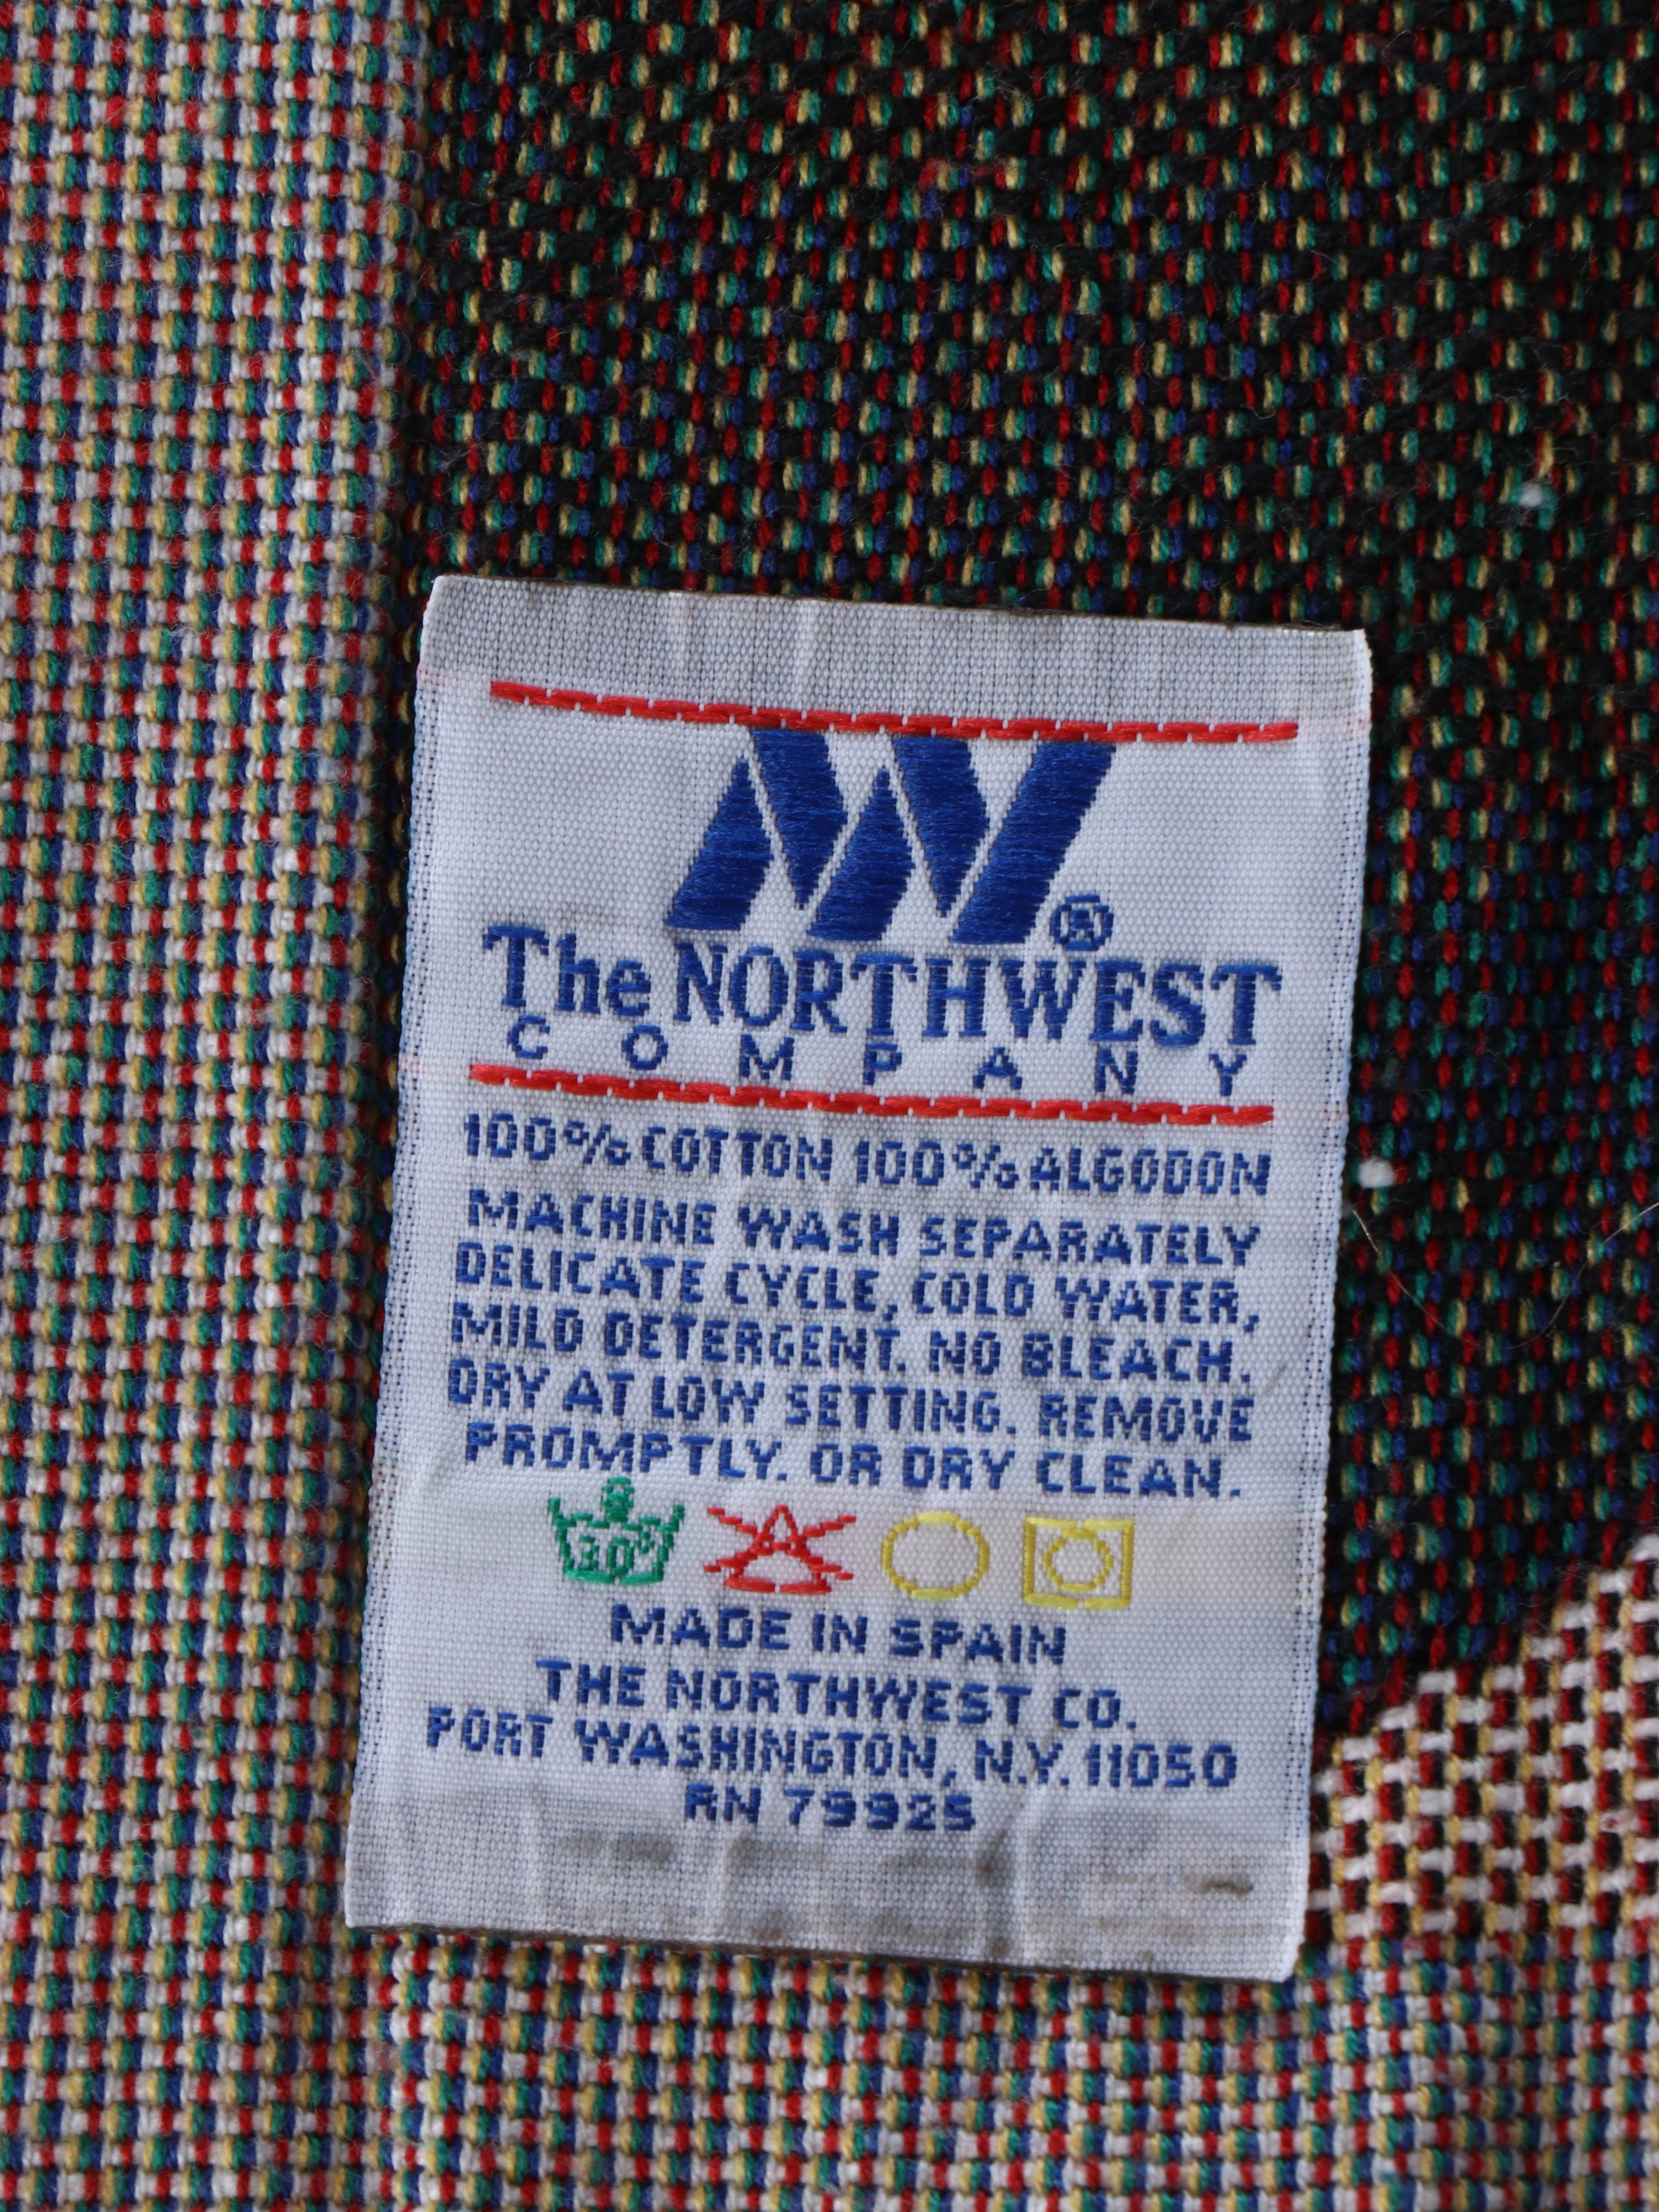 ®
The NORTHWEST
COMPANY
100% COTTON 100% ALGODON
MACHINE WASH SEPARATELY
DELICATE CYCLE, COLD WATER,
MILD DETERGENT. NO BLEACH.
DRY AT LOW SETTING. REMOVE
PROMPTLY. OR DRY CLEAN.
30°
MADE IN SPAIN
THE NORTHWEST CO.
PORT WASHINGTON, N.Y. 11050
RN 79925